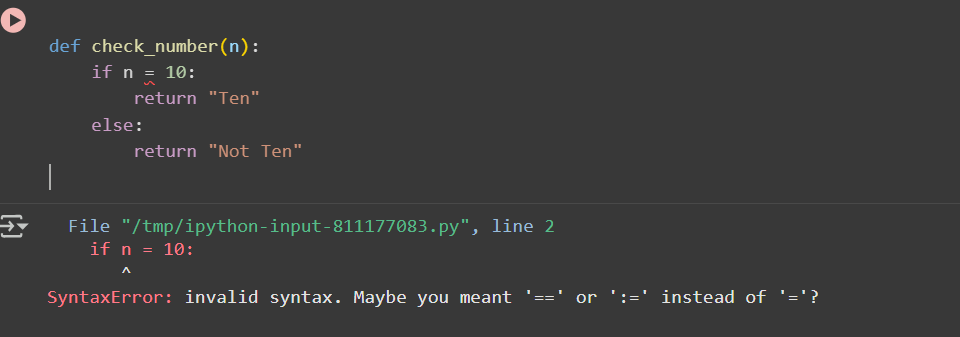 def check_number(n):
    if n = 10:
        return "Ten"
    else:
        return "Not Ten"
File "/tmp/ipython-input-811177083.py", line 2
    if n = 10:
       ^
SyntaxError: invalid syntax. Maybe you meant '==' or ':=' instead of '='?